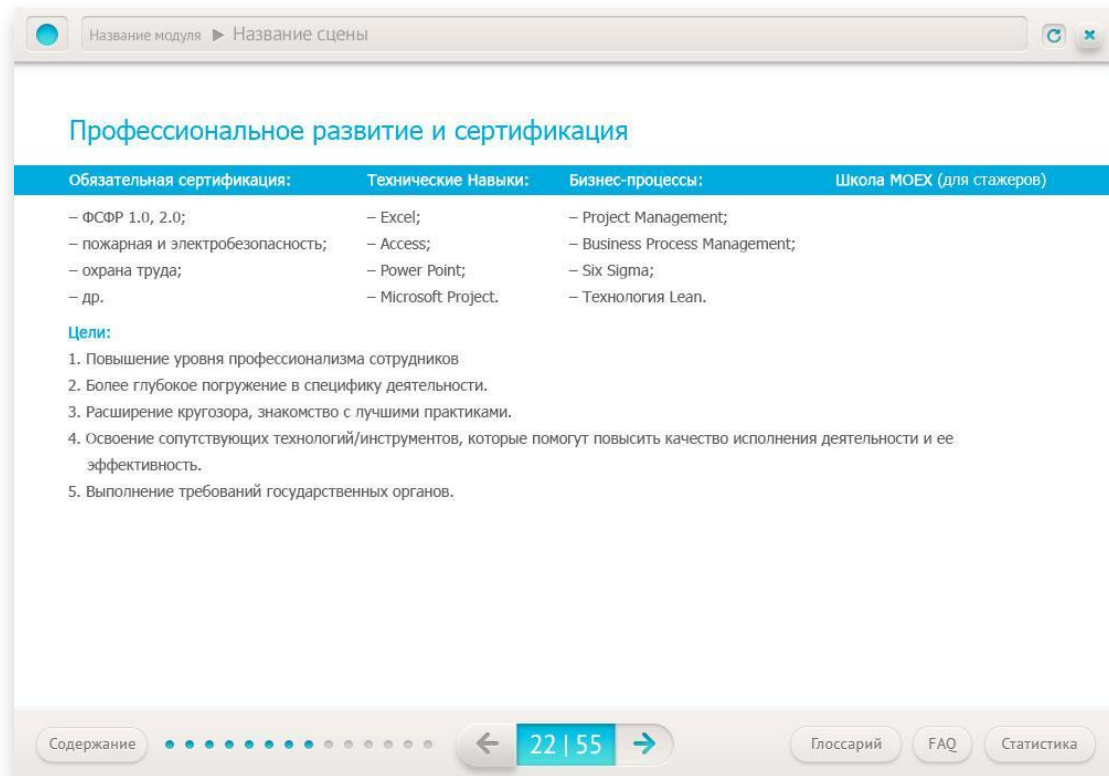 Название модуля ▶ Название сцены
Профессиональное развитие и сертификация
Обязательная сертификация: Технические Навыки: Бизнес-процессы: Школа MOEX (для стажеров)
– ФСФР 1.0, 2.0; – Excel; – Project Management;
– пожарная и электробезопасность; – Access; – Business Process Management;
– охрана труда; – Power Point; – Six Sigma;
– др. – Microsoft Project. – Технология Lean.
Цели:
1. Повышение уровня профессионализма сотрудников
2. Более глубокое погружение в специфику деятельности.
3. Расширение кругозора, знакомство с лучшими практиками.
4. Освоение сопутствующих технологий/инструментов, которые помогут повысить качество исполнения деятельности и ее
эффективность.
5. Выполнение требований государственных органов.
Содержание 22 | 55 Глоссарий FAQ Статистика